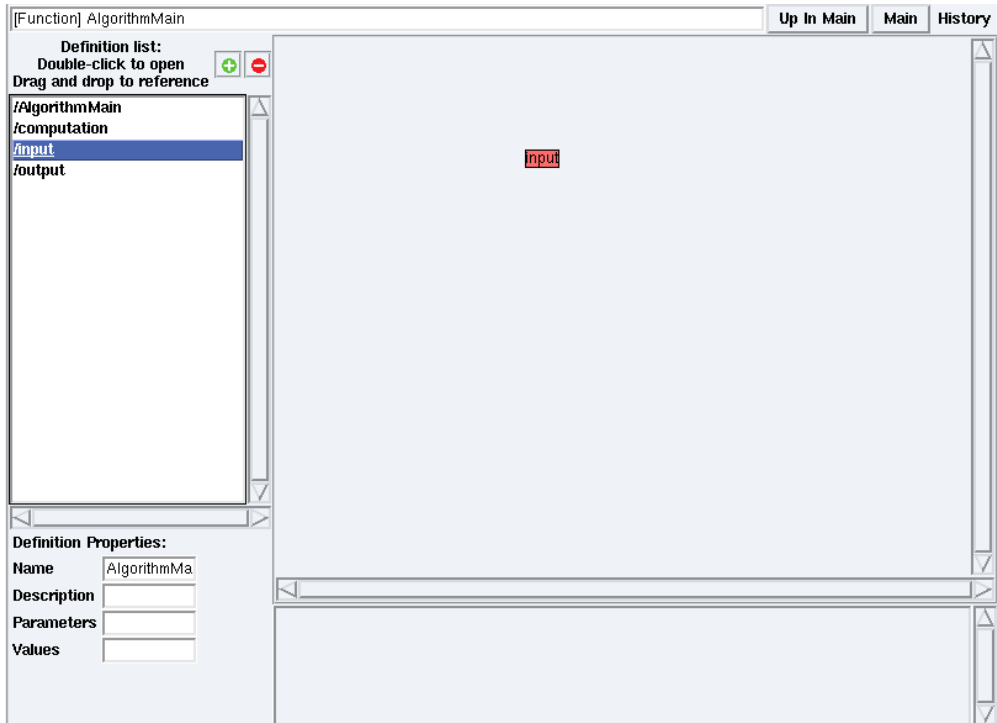 [Function] AlgorithmMain
Up In Main
Main
History
Definition list:
Double-click to open
Drag and drop to reference
/AlgorithmMain
/computation
/input
/output
input
Definition Properties:
Name
AlgorithmMa
Description
Parameters
Values